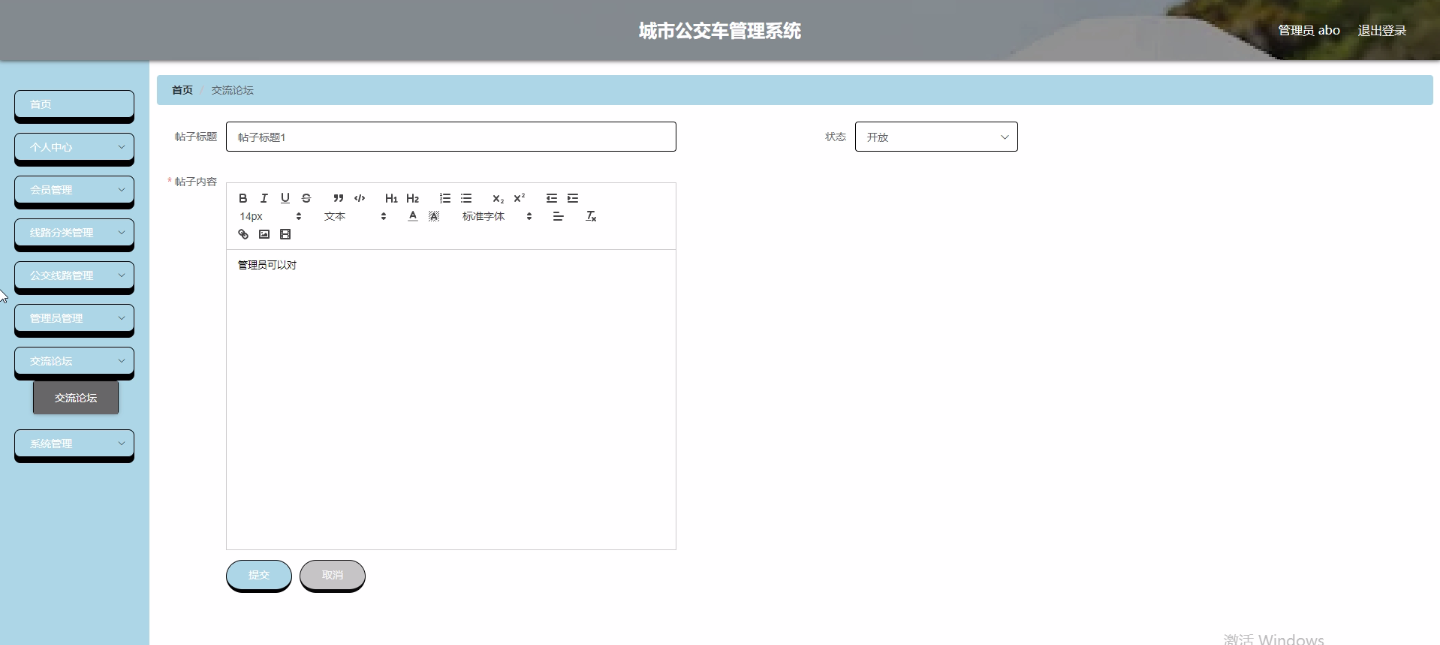 城市公交车管理系统
管理员 abo 退出登录
首页
个人中心
会员管理
线路分类管理
公交线路管理
管理员管理
交流论坛
交流论坛
系统管理
首页 / 交流论坛
帖子标题 帖子标题1
状态 开放
* 帖子内容
B I U S " </> H1 H2 X₂ X²
14px 文本 A A 标准字体 Tx
管理员可以对
提交 取消
激活 Windows